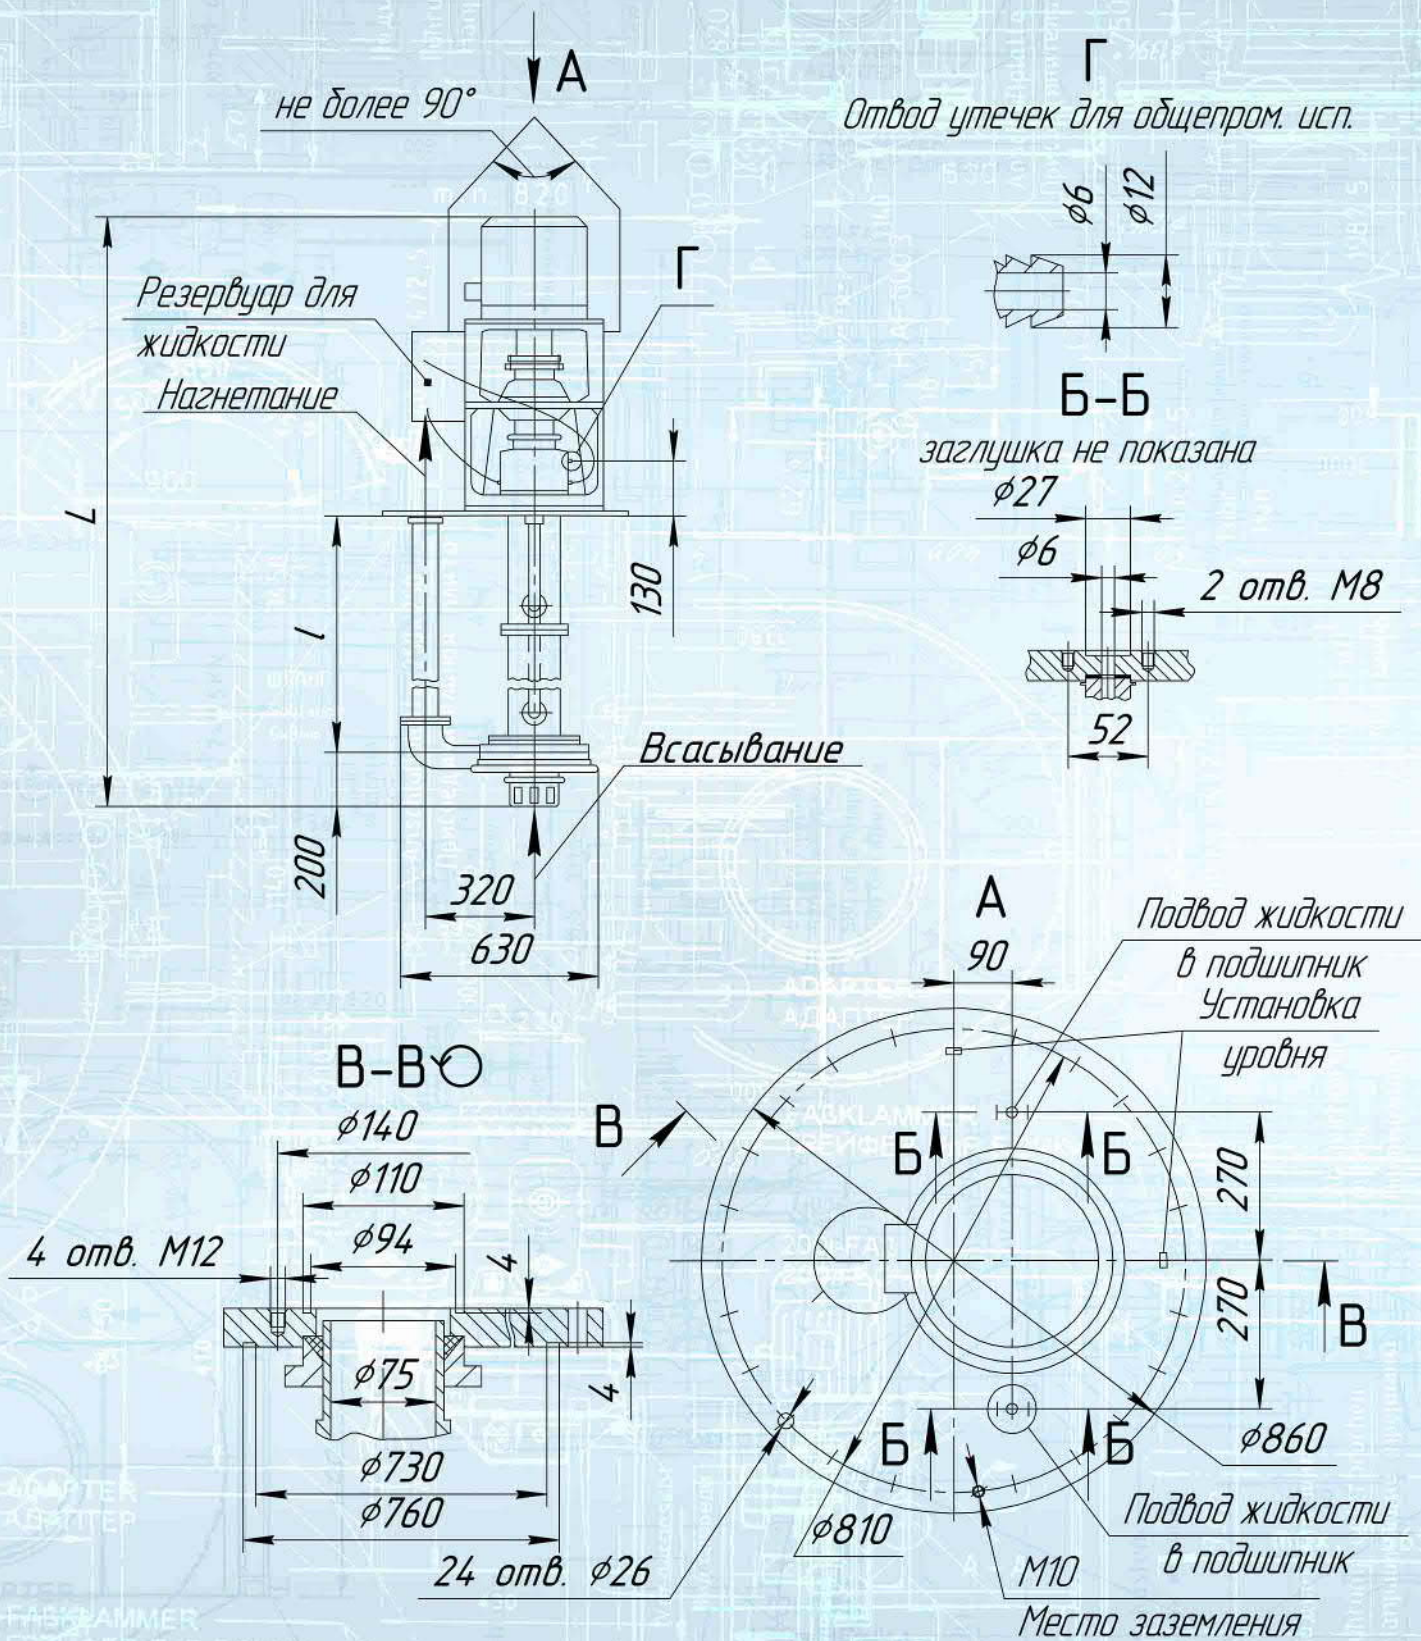 А
не более 90°
Г
Резервуар для
жидкости
Нагнетание
L
l
130
Всасывание
200
320
630
Г
Отвод утечек для общепром. исп.
ϕ6
ϕ12
Б-Б
заглушка не показана
ϕ27
ϕ6
2 отв. М8
52
В-В
ϕ140
ϕ110
ϕ94
4 отв. М12
4
ϕ75
4
ϕ730
ϕ760
24 отв. ϕ26
А
90
Подвод жидкости
в подшипник
Установка
уровня
В
Б
Б
270
270
В
Б
Б
ϕ860
ϕ810
Подвод жидкости
в подшипник
М10
Место заземления
ADAPTER
АДАПТЕР
FABKLAMMER